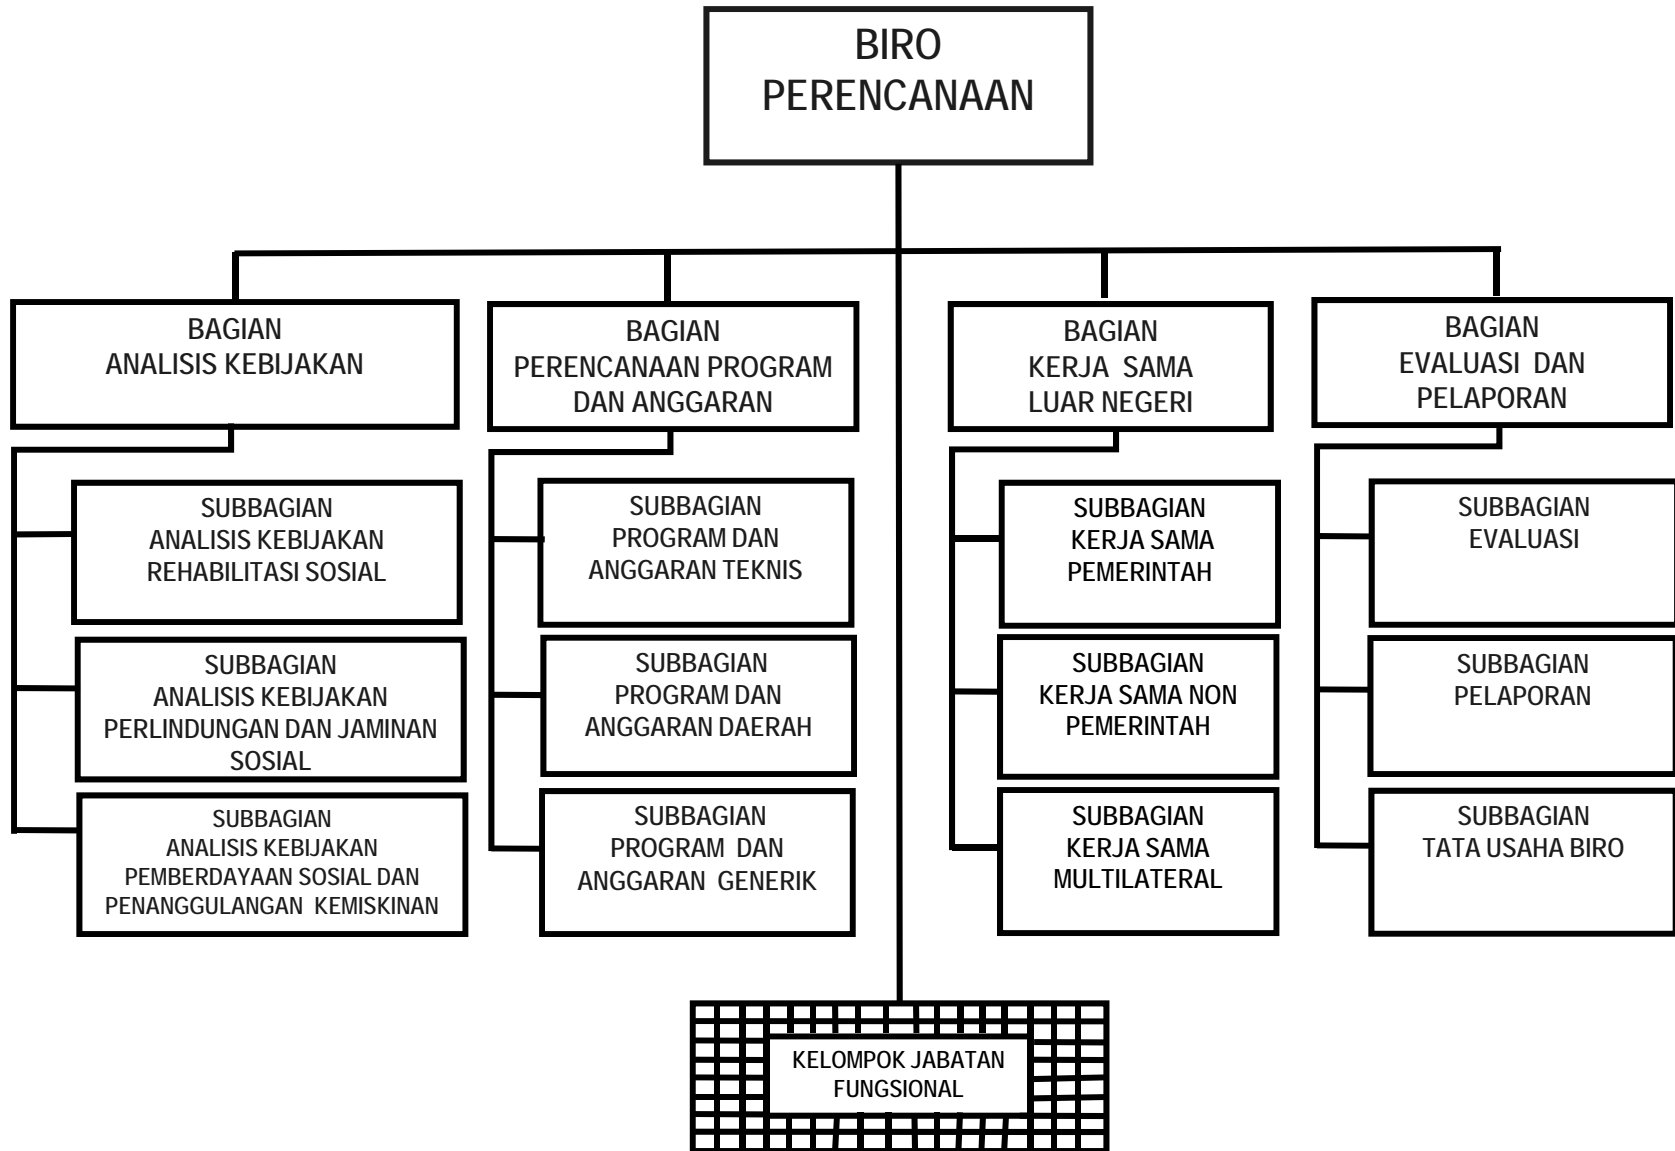 BIRO
PERENCANAAN
BAGIAN
ANALISIS KEBIJAKAN
BAGIAN
PERENCANAAN PROGRAM
DAN ANGGARAN
BAGIAN
KERJA SAMA
LUAR NEGERI
BAGIAN
EVALUASI DAN
PELAPORAN
SUBBAGIAN
ANALISIS KEBIJAKAN
REHABILITASI SOSIAL
SUBBAGIAN
PROGRAM DAN
ANGGARAN TEKNIS
SUBBAGIAN
KERJA SAMA
PEMERINTAH
SUBBAGIAN
EVALUASI
SUBBAGIAN
ANALISIS KEBIJAKAN
PERLINDUNGAN DAN JAMINAN
SOSIAL
SUBBAGIAN
PROGRAM DAN
ANGGARAN DAERAH
SUBBAGIAN
KERJA SAMA NON
PEMERINTAH
SUBBAGIAN
PELAPORAN
SUBBAGIAN
ANALISIS KEBIJAKAN
PEMBERDAYAAN SOSIAL DAN
PENANGGULANGAN KEMISKINAN
SUBBAGIAN
PROGRAM DAN
ANGGARAN GENERIK
SUBBAGIAN
KERJA SAMA
MULTILATERAL
SUBBAGIAN
TATA USAHA BIRO
KELOMPOK JABATAN
FUNGSIONAL